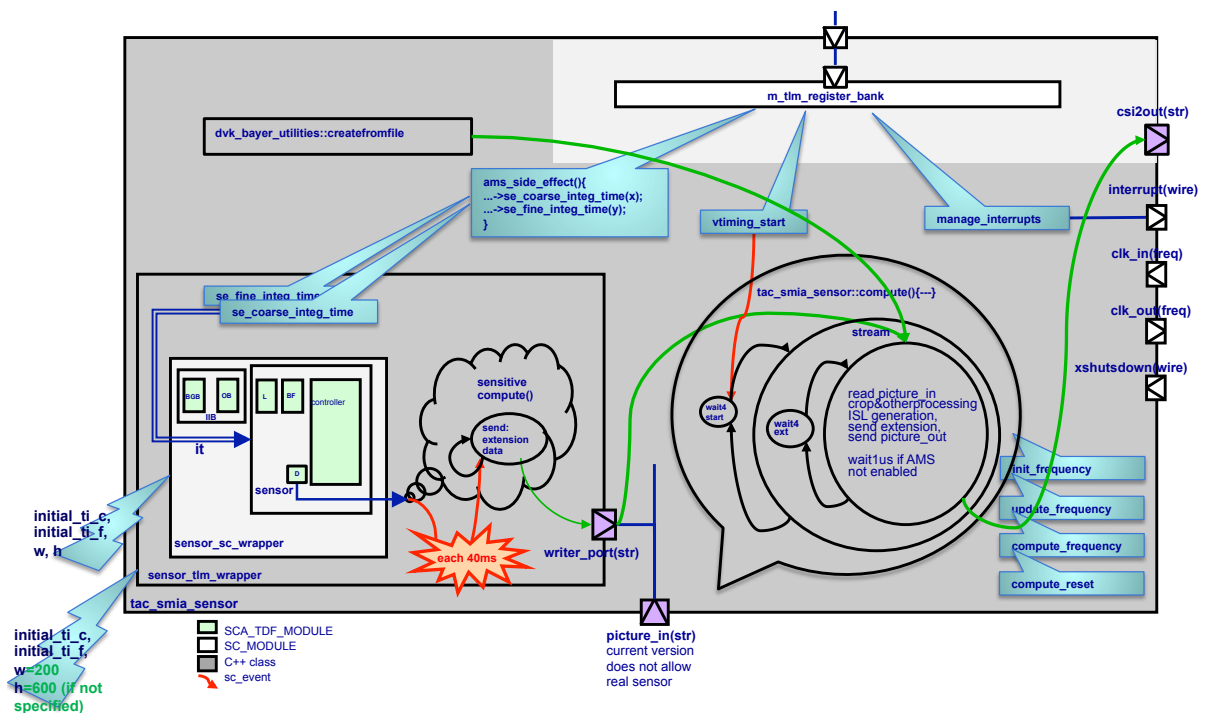 m_tlm_register_bank
csi2out(str)
dvk_bayer_utilities::createfromfile
ams_side_effect(){
...->se_coarse_integ_time(x);
...->se_fine_integ_time(y);
}
interrupt(wire)
vtiming_start
manage_interrupts
clk_in(freq)
se_fine_integ_time
se_coarse_integ_time
tac_smia_sensor::compute(){---}
clk_out(freq)
stream
xshutsdown(wire)
sensitive
compute()
BGB
OB
L
BF
controller
IIB
read picture_in
crop&otherprocessing
ISL generation,
send extension,
send picture_out
wait1us if AMS
not enabled
wait4
start
wait4
ext
send:
extension
data
it
D
sensor
init_frequency
initial_ti_c,
initial_ti_f,
w, h
update_frequency
sensor_sc_wrapper
each 40ms
writer_port(str)
compute_frequency
sensor_tlm_wrapper
compute_reset
tac_smia_sensor
initial_ti_c,
initial_ti_f,
w=200
h=600 (if not
specified)
SCA_TDF_MODULE
SC_MODULE
C++ class
sc_event
picture_in(str)
current version
does not allow
real sensor